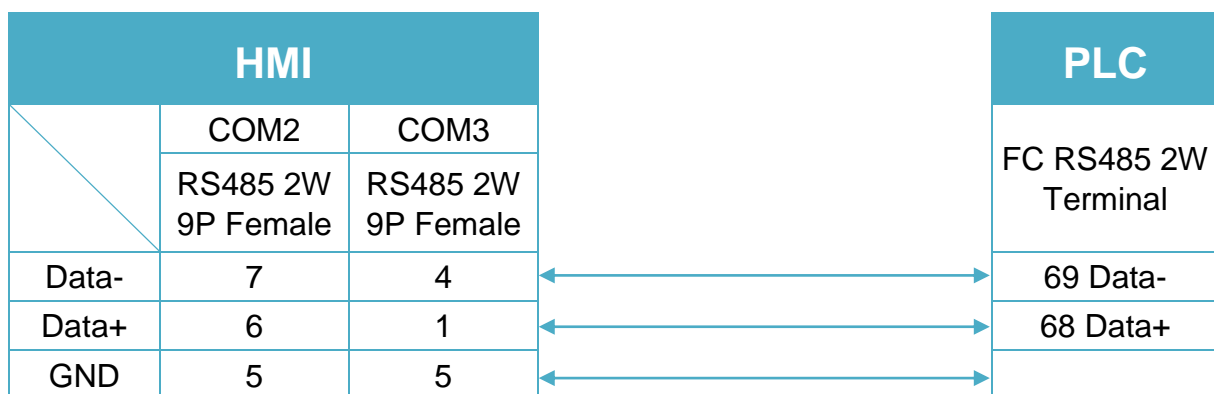 HMI PLC
COM2 COM3
RS485 2W RS485 2W FC RS485 2W
9P Female 9P Female Terminal
Data- 7 4 69 Data-
Data+ 6 1 68 Data+
GND 5 5